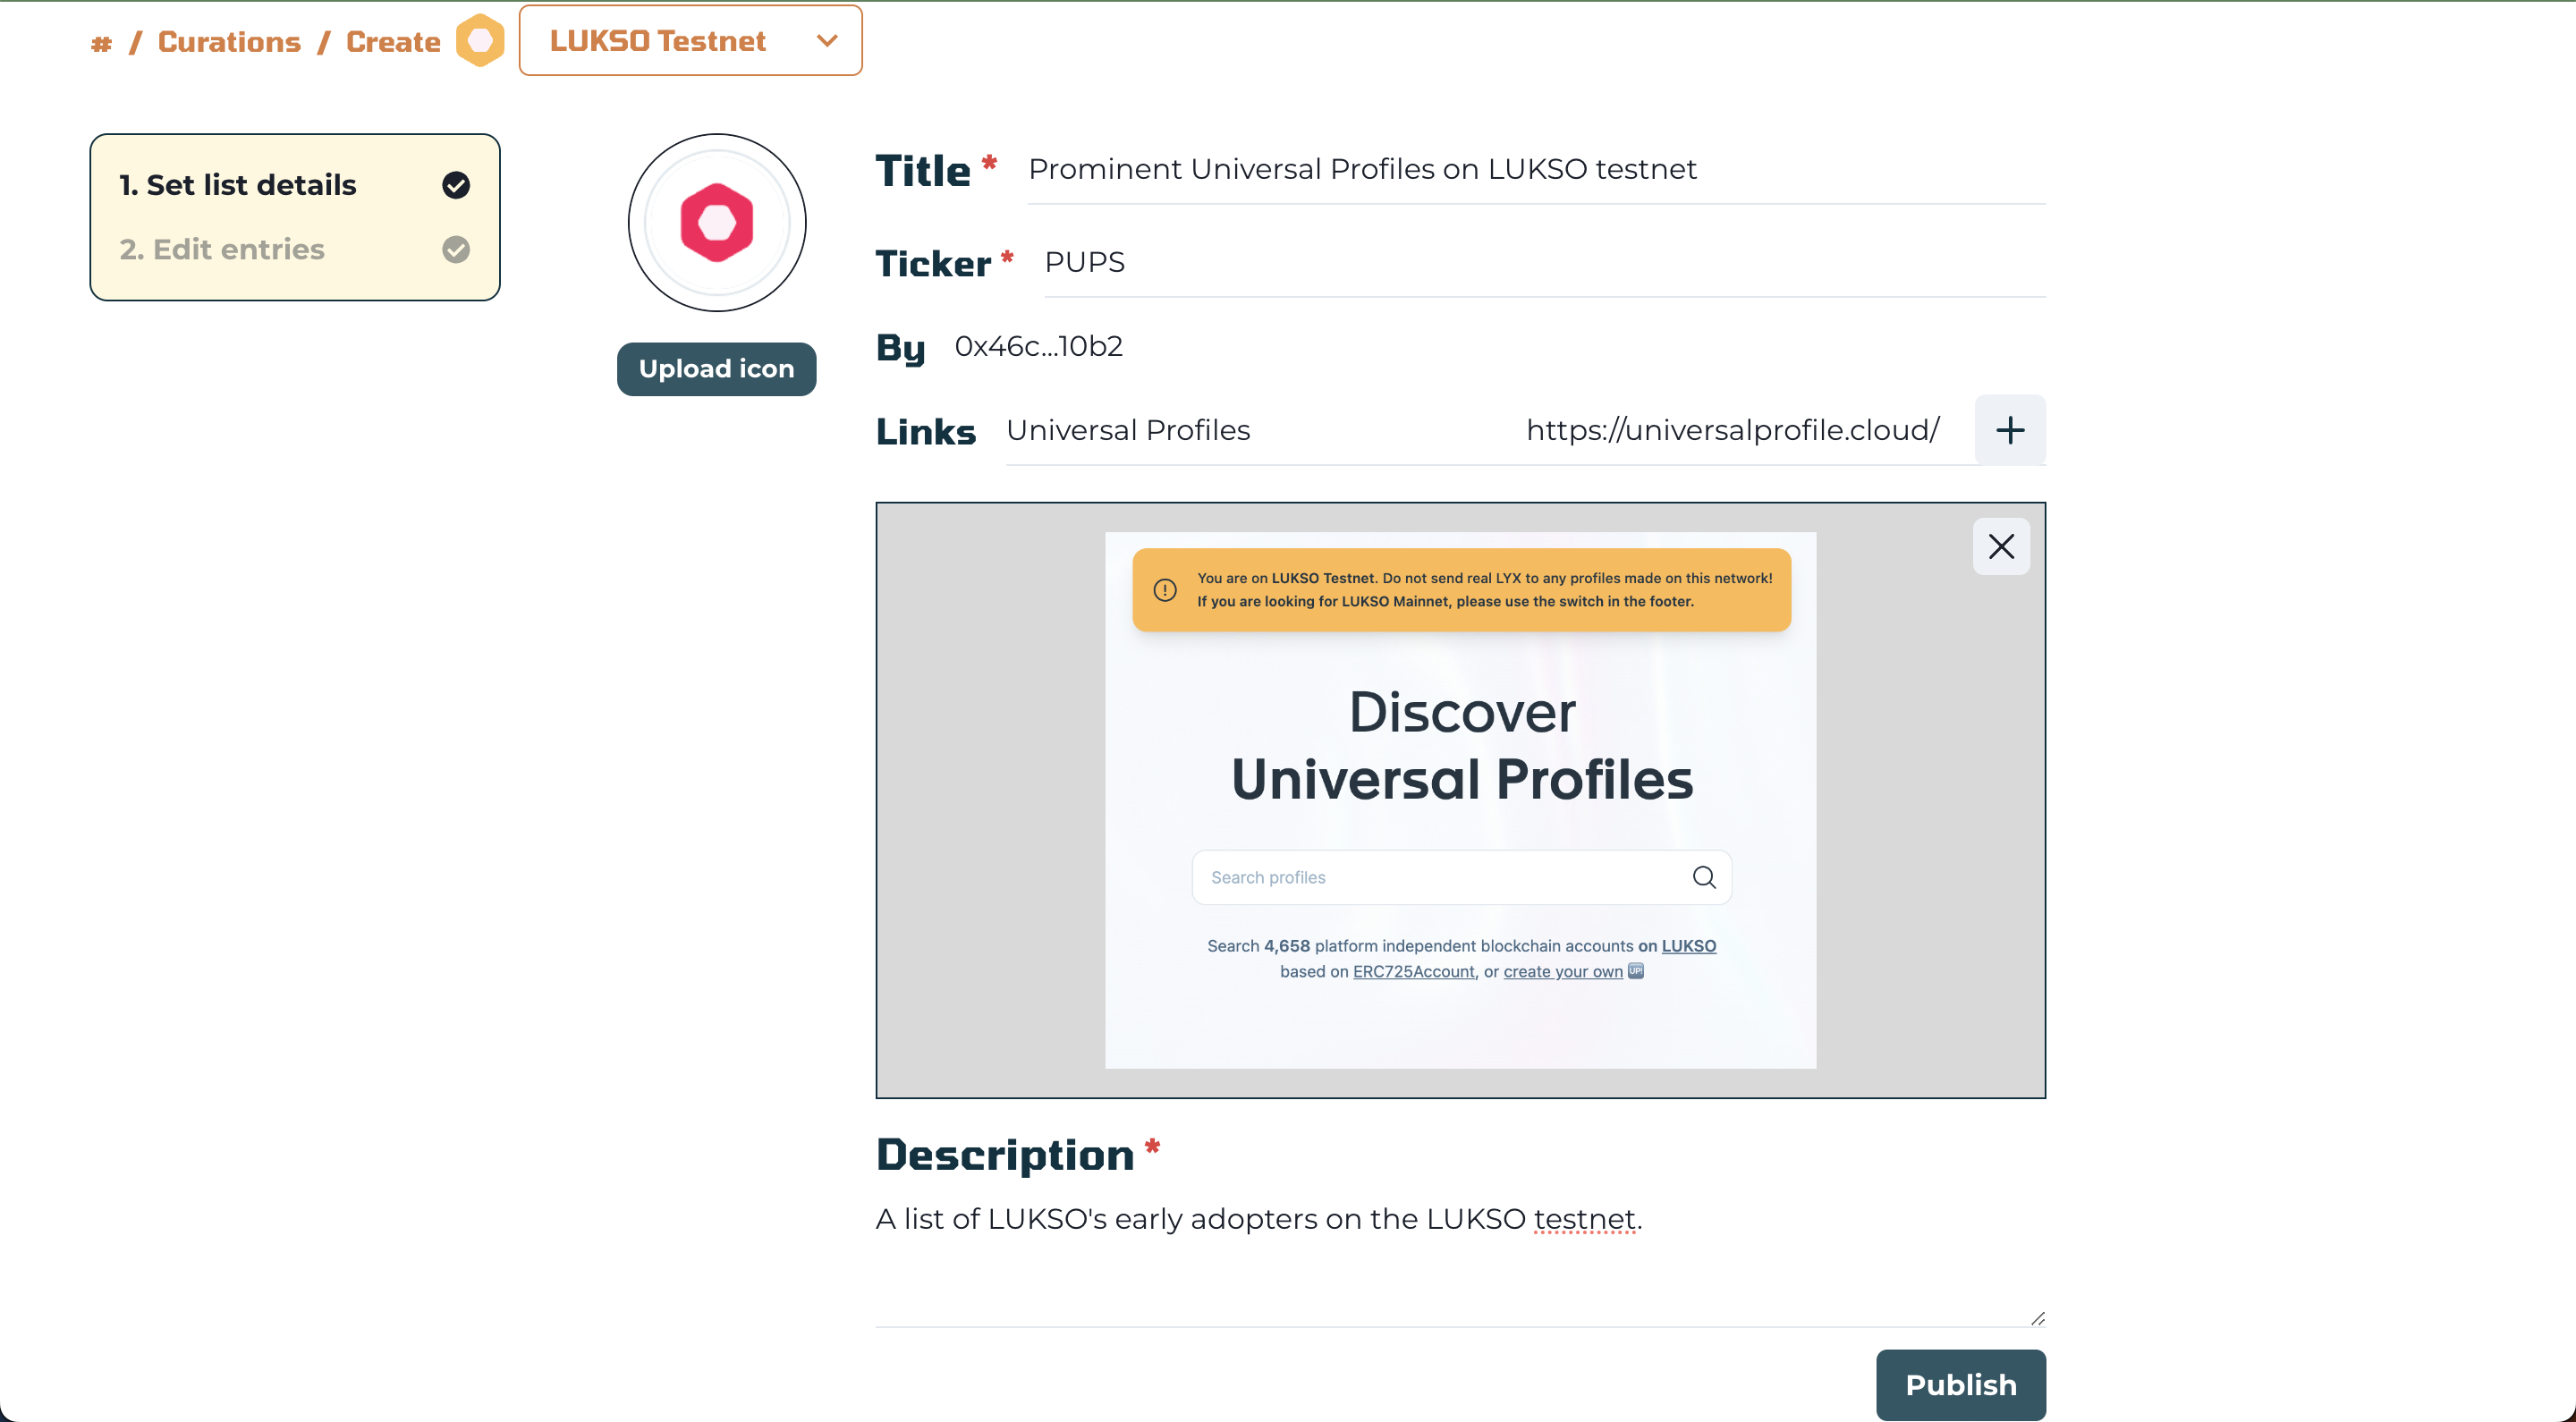 # / Curations / Create LUKSO Testnet
1. Set list details
2. Edit entries
Upload icon
Title * Prominent Universal Profiles on LUKSO testnet
Ticker * PUPS
By 0x46c...10b2
Links Universal Profiles https://universalprofile.cloud/ +
You are on LUKSO Testnet. Do not send real LYX to any profiles made on this network!
If you are looking for LUKSO Mainnet, please use the switch in the footer.
Discover
Universal Profiles
Search profiles
Search 4,658 platform independent blockchain accounts on LUKSO
based on ERC725Account, or create your own UP!
Description *
A list of LUKSO's early adopters on the LUKSO testnet.
Publish